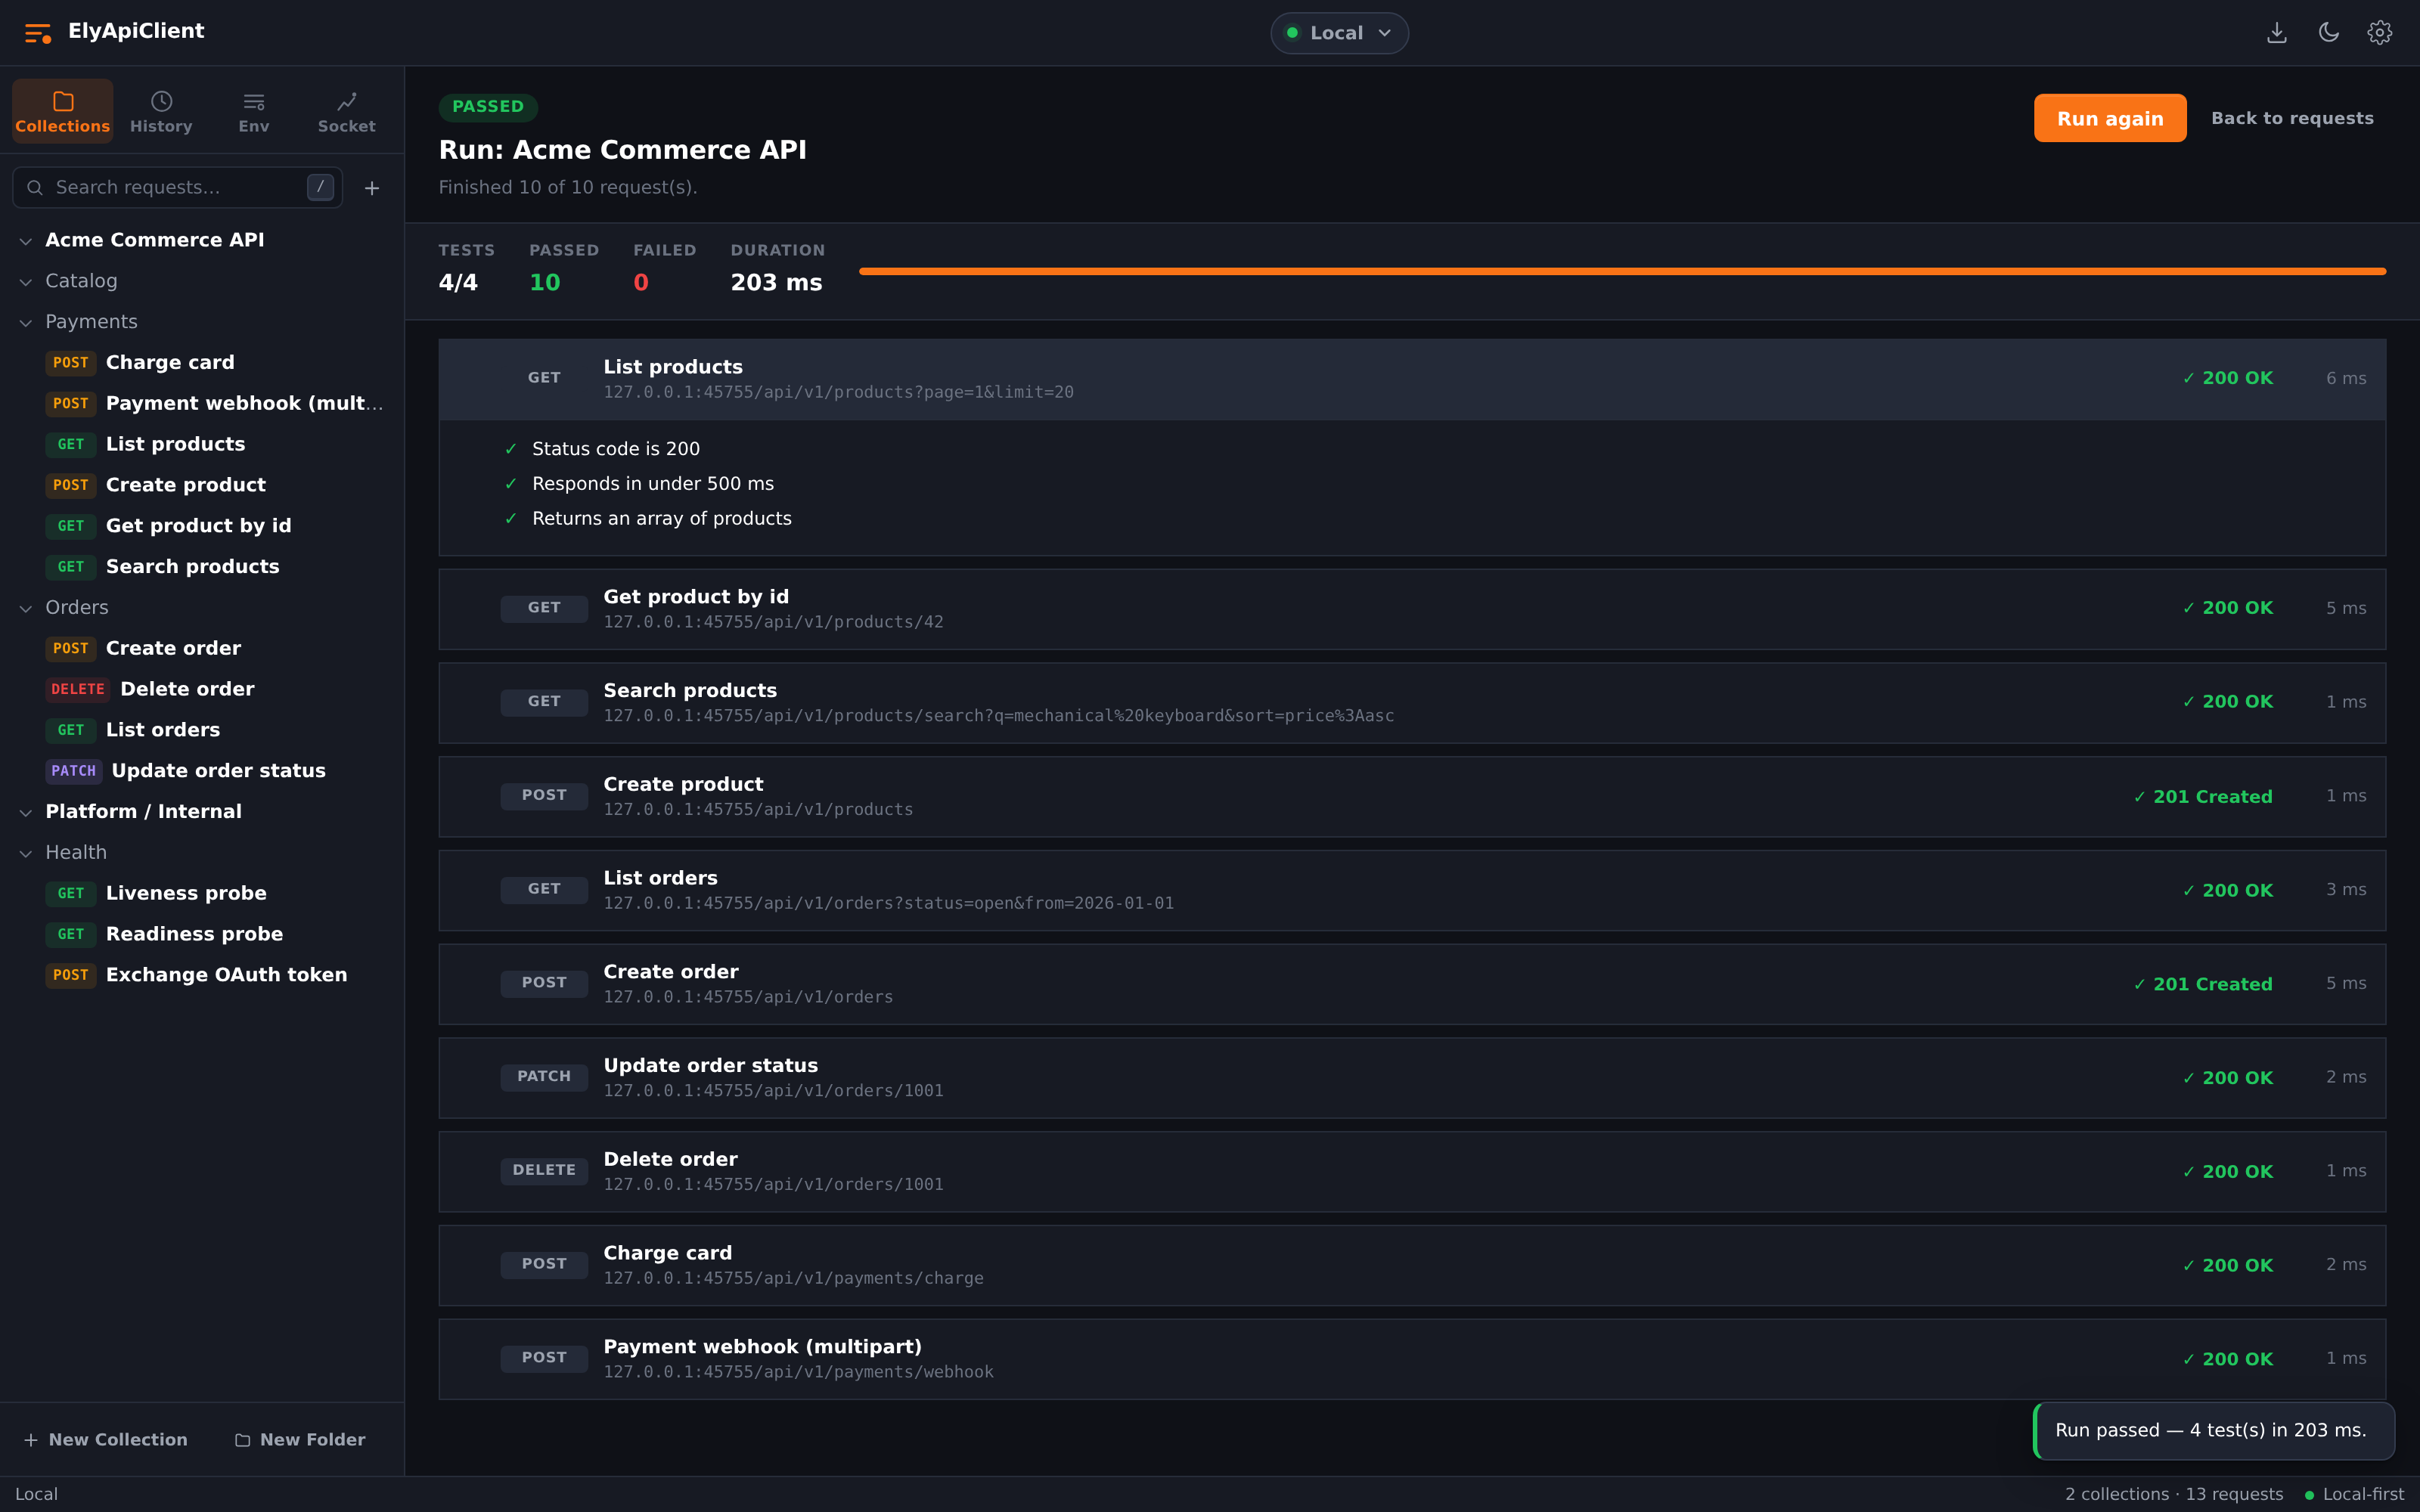 ElyApiClient
Local
Collections
History
Env
Socket
Search requests…
/
+
Acme Commerce API
Catalog
Payments
POST Charge card
POST Payment webhook (mult…
GET List products
POST Create product
GET Get product by id
GET Search products
Orders
POST Create order
DELETE Delete order
GET List orders
PATCH Update order status
Platform / Internal
Health
GET Liveness probe
GET Readiness probe
POST Exchange OAuth token
+ New Collection
New Folder
PASSED
Run: Acme Commerce API
Finished 10 of 10 request(s).
Run again
Back to requests
TESTS PASSED FAILED DURATION
4/4 10 0 203 ms
GET List products ✓ 200 OK 6 ms
127.0.0.1:45755/api/v1/products?page=1&limit=20
✓ Status code is 200
✓ Responds in under 500 ms
✓ Returns an array of products
GET Get product by id ✓ 200 OK 5 ms
127.0.0.1:45755/api/v1/products/42
GET Search products ✓ 200 OK 1 ms
127.0.0.1:45755/api/v1/products/search?q=mechanical%20keyboard&sort=price%3Aasc
POST Create product ✓ 201 Created 1 ms
127.0.0.1:45755/api/v1/products
GET List orders ✓ 200 OK 3 ms
127.0.0.1:45755/api/v1/orders?status=open&from=2026-01-01
POST Create order ✓ 201 Created 5 ms
127.0.0.1:45755/api/v1/orders
PATCH Update order status ✓ 200 OK 2 ms
127.0.0.1:45755/api/v1/orders/1001
DELETE Delete order ✓ 200 OK 1 ms
127.0.0.1:45755/api/v1/orders/1001
POST Charge card ✓ 200 OK 2 ms
127.0.0.1:45755/api/v1/payments/charge
POST Payment webhook (multipart) ✓ 200 OK 1 ms
127.0.0.1:45755/api/v1/payments/webhook
Run passed — 4 test(s) in 203 ms.
Local
2 collections · 13 requests
Local-first